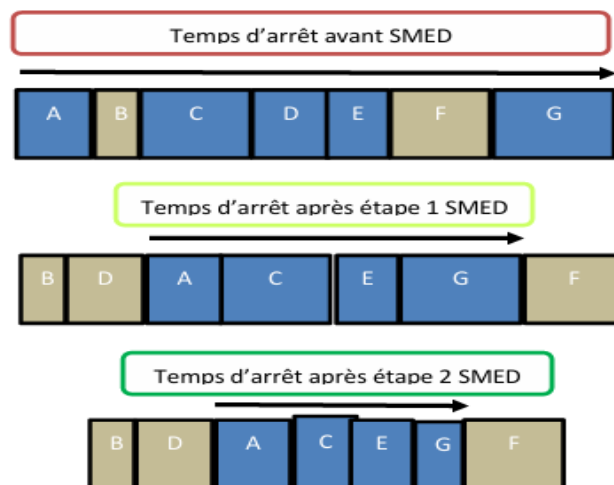 Temps d'arrêt avant SMED
A B C D E F G
Temps d'arrêt après étape 1 SMED
B D A C E G F
Temps d'arrêt après étape 2 SMED
B D A C E G F